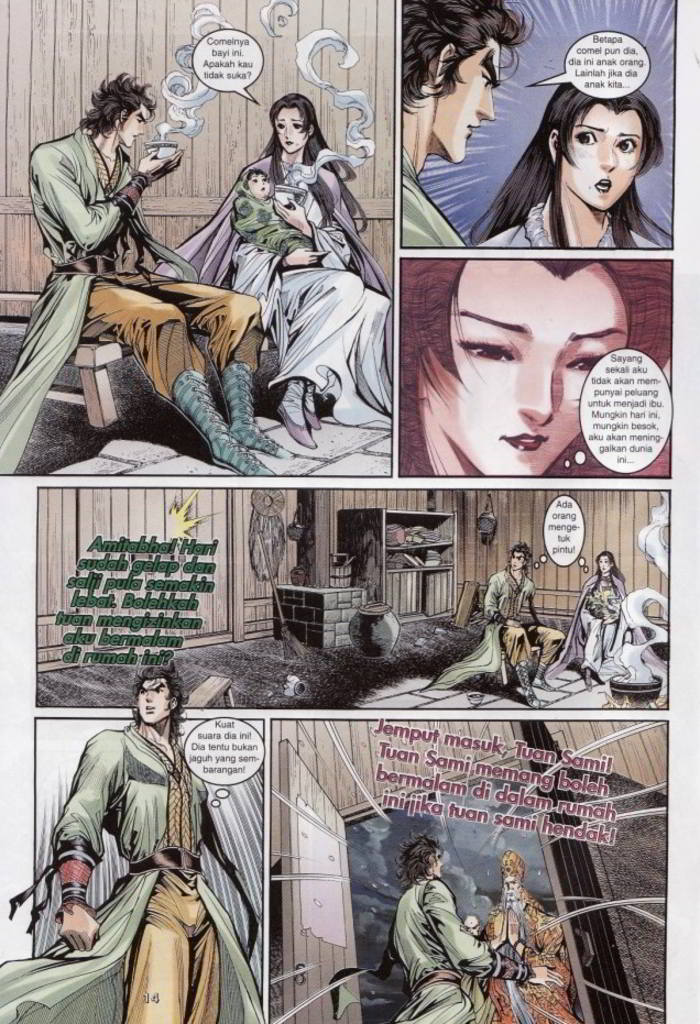 Comelnya
bayi ini.
Apakah kau
tidak suka?
Betapa
comel pun dia,
dia ini anak orang.
Lainlah jika dia
anak kita...
Sayang
sekali aku
tidak akan mem-
punyai peluang
untuk menjadi ibu.
Mungkin hari ini,
mungkin besok,
aku akan mening-
galkan dunia
ini...
Amitabha! Hari
sudah gelap dan
salji pula semakin
lebat. Bolehkah
tuan mengizinkan
aku bermalam
di rumah ini?
Ada
orang
menge-
tuk
pintu!
Kuat
suara dia ini!
Dia tentu bukan
jaguh yang sem-
barangan!
Jemput masuk, Tuan Sami!
Tuan Sami memang boleh
bermalam di dalam rumah
ini jika tuan sami hendak!
14